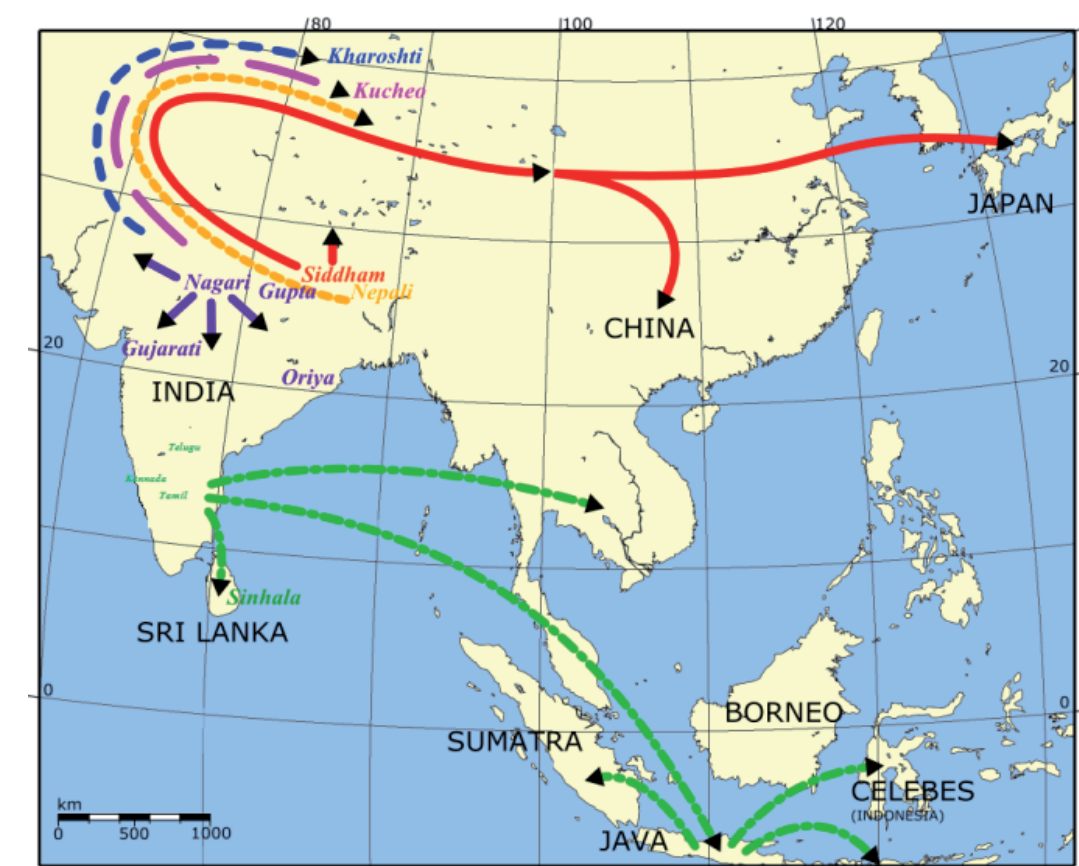 80
100
120
Kharoshti
Kucheo
JAPAN
Siddham
Nagari
Gupta
Nepali
CHINA
Gujarati
20
20
Oriya
INDIA
Telugu
Kannada
Tamil
Sinhala
SRI LANKA
0
0
BORNEO
SUMATRA
CELEBES
(INDONESIA)
km
0 500 1000
JAVA